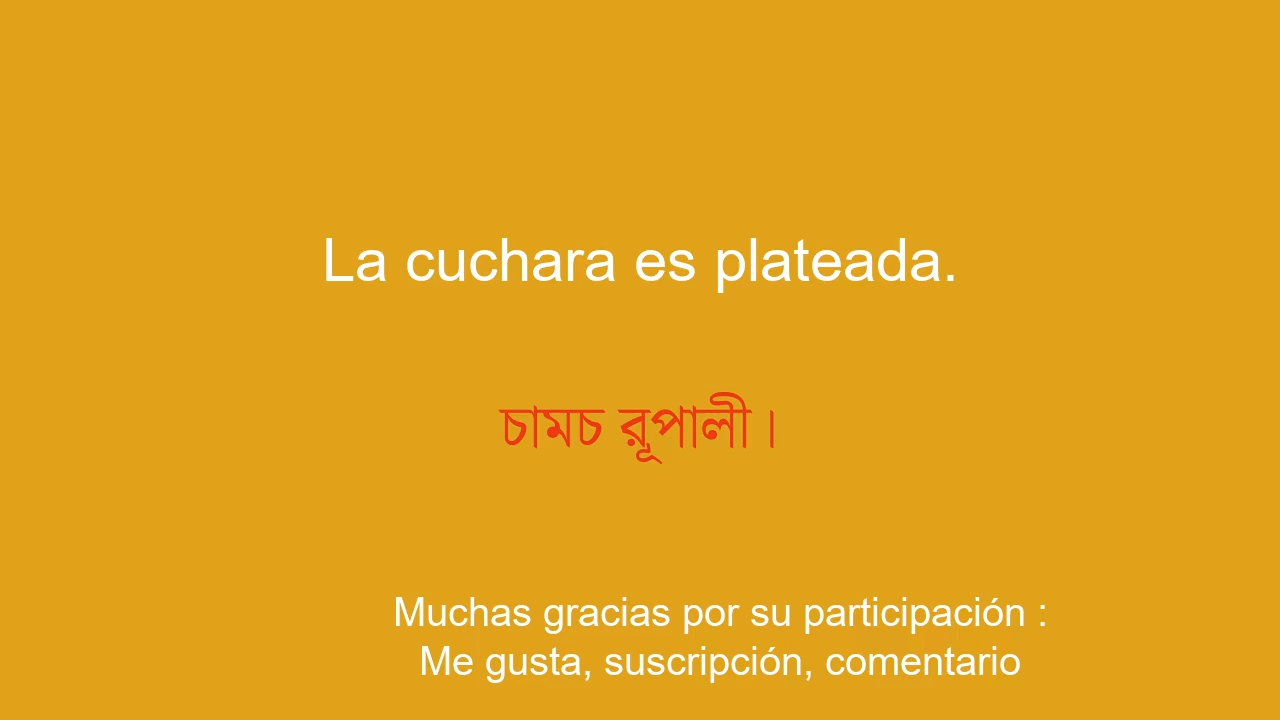 La cuchara es plateada.
চামচ রূপালী।
Muchas gracias por su participación :
Me gusta, suscripción, comentario